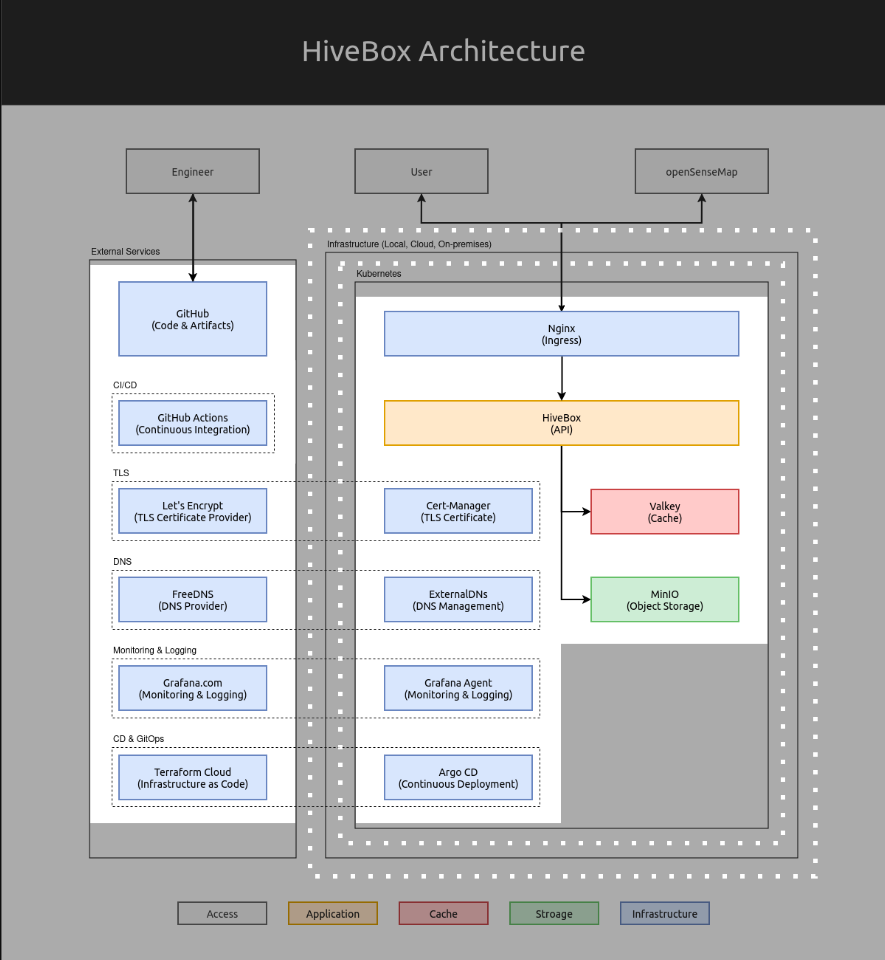 HiveBox Architecture
Engineer
User
openSenseMap
External Services
Infrastructure (Local, Cloud, On-premises)
Kubernetes
GitHub
(Code & Artifacts)
Nginx
(Ingress)
CI/CD
GitHub Actions
(Continuous Integration)
HiveBox
(API)
TLS
Let's Encrypt
(TLS Certificate Provider)
Cert-Manager
(TLS Certificate)
Valkey
(Cache)
DNS
FreeDNS
(DNS Provider)
ExternalDNs
(DNS Management)
MinIO
(Object Storage)
Monitoring & Logging
Grafana.com
(Monitoring & Logging)
Grafana Agent
(Monitoring & Logging)
CD & GitOps
Terraform Cloud
(Infrastructure as Code)
Argo CD
(Continuous Deployment)
Access
Application
Cache
Stroage
Infrastructure